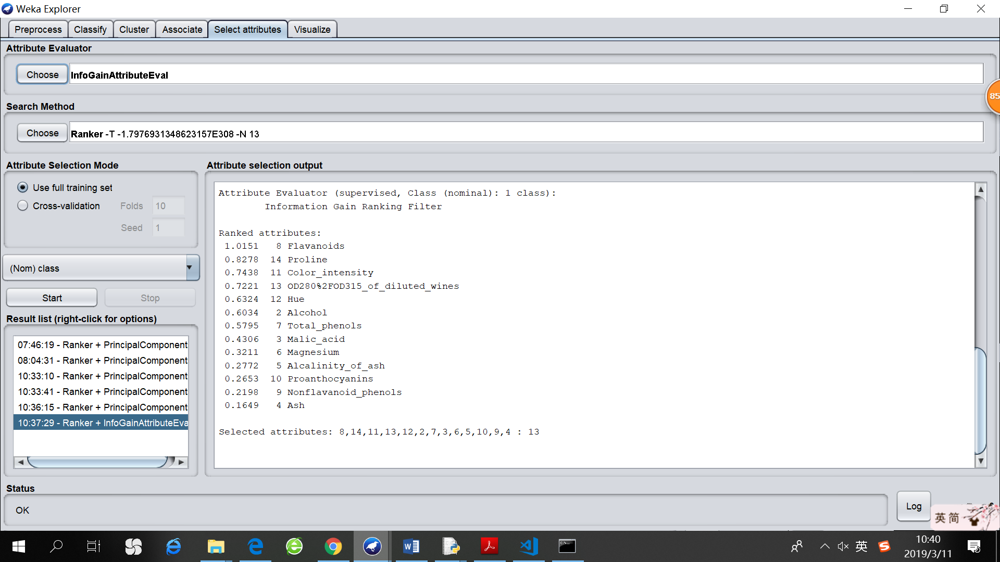 Weka Explorer
Preprocess Classify Cluster Associate Select attributes Visualize
Attribute Evaluator
Choose InfoGainAttributeEval
85
Search Method
Choose Ranker -T -1.7976931348623157E308 -N 13
Attribute Selection Mode
Use full training set
Cross-validation Folds 10
Seed 1
(Nom) class
Start Stop
Result list (right-click for options)
07:46:19 - Ranker + PrincipalComponent
08:04:31 - Ranker + PrincipalComponent
10:33:10 - Ranker + PrincipalComponent
10:33:41 - Ranker + PrincipalComponent
10:36:15 - Ranker + PrincipalComponent
10:37:29 - Ranker + InfoGainAttributeEva
Attribute selection output
Attribute Evaluator (supervised, Class (nominal): 1 class):
Information Gain Ranking Filter
Ranked attributes:
1.0151 8 Flavanoids
0.8278 14 Proline
0.7438 11 Color_intensity
0.7221 13 OD280%2FOD315_of_diluted_wines
0.6324 12 Hue
0.6034 2 Alcohol
0.5795 7 Total_phenols
0.4306 3 Malic_acid
0.3211 6 Magnesium
0.2772 5 Alcalinity_of_ash
0.2653 10 Proanthocyanins
0.2198 9 Nonflavanoid_phenols
0.1649 4 Ash
Selected attributes: 8,14,11,13,12,2,7,3,6,5,10,9,4 : 13
Status
OK
Log
英 简
英
10:40
2019/3/11